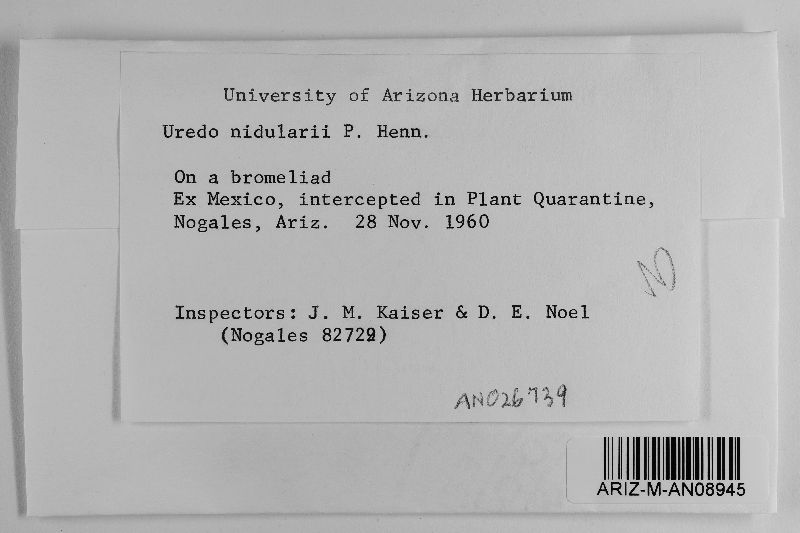 University of Arizona Herbarium
Uredo nidularii P. Henn.
On a bromeliad
Ex Mexico, intercepted in Plant Quarantine,
Nogales, Ariz. 28 Nov. 1960
Inspectors: J. M. Kaiser & D. E. Noel
(Nogales 82722)
AN026739
ARIZ-M-AN08945